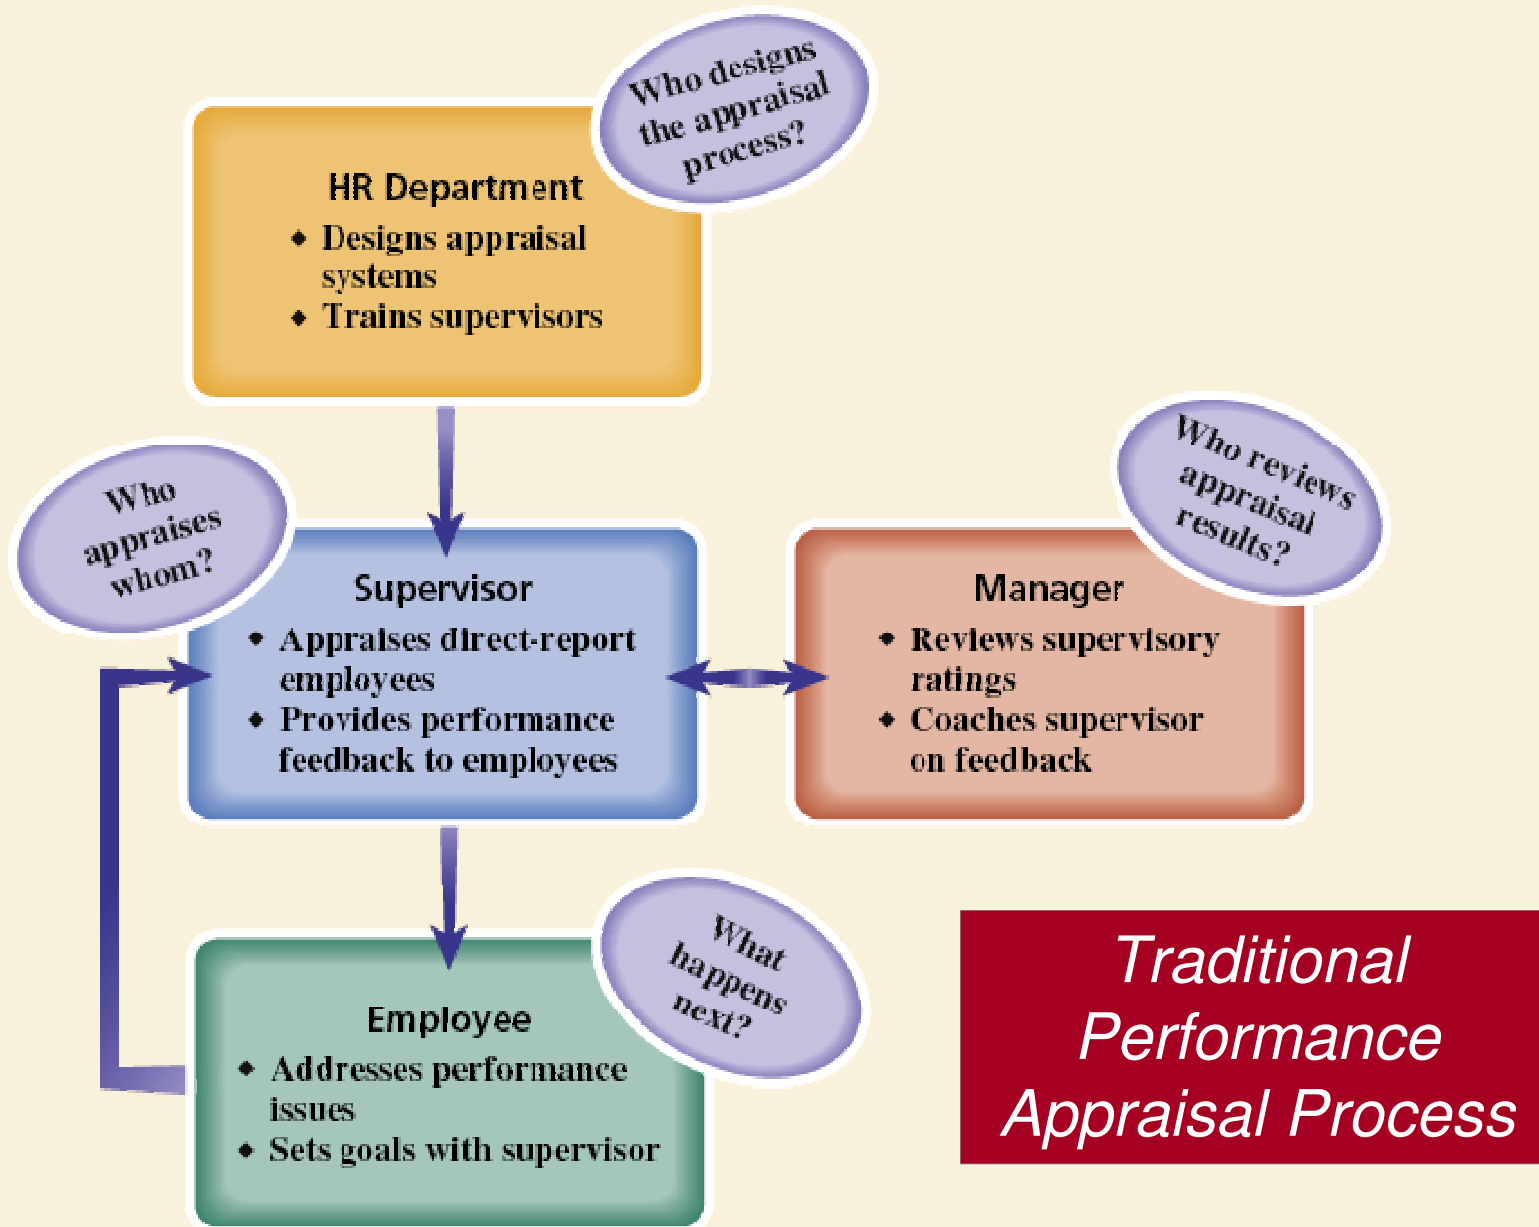 Who designs
the appraisal
process?
HR Department
◆ Designs appraisal
systems
◆ Trains supervisors
Who
appraises
whom?
Supervisor
◆ Appraises direct-report
employees
◆ Provides performance
feedback to employees
Who reviews
appraisal
results?
Manager
◆ Reviews supervisory
ratings
◆ Coaches supervisor
on feedback
What
happens
next?
Employee
◆ Addresses performance
issues
◆ Sets goals with supervisor
Traditional
Performance
Appraisal Process